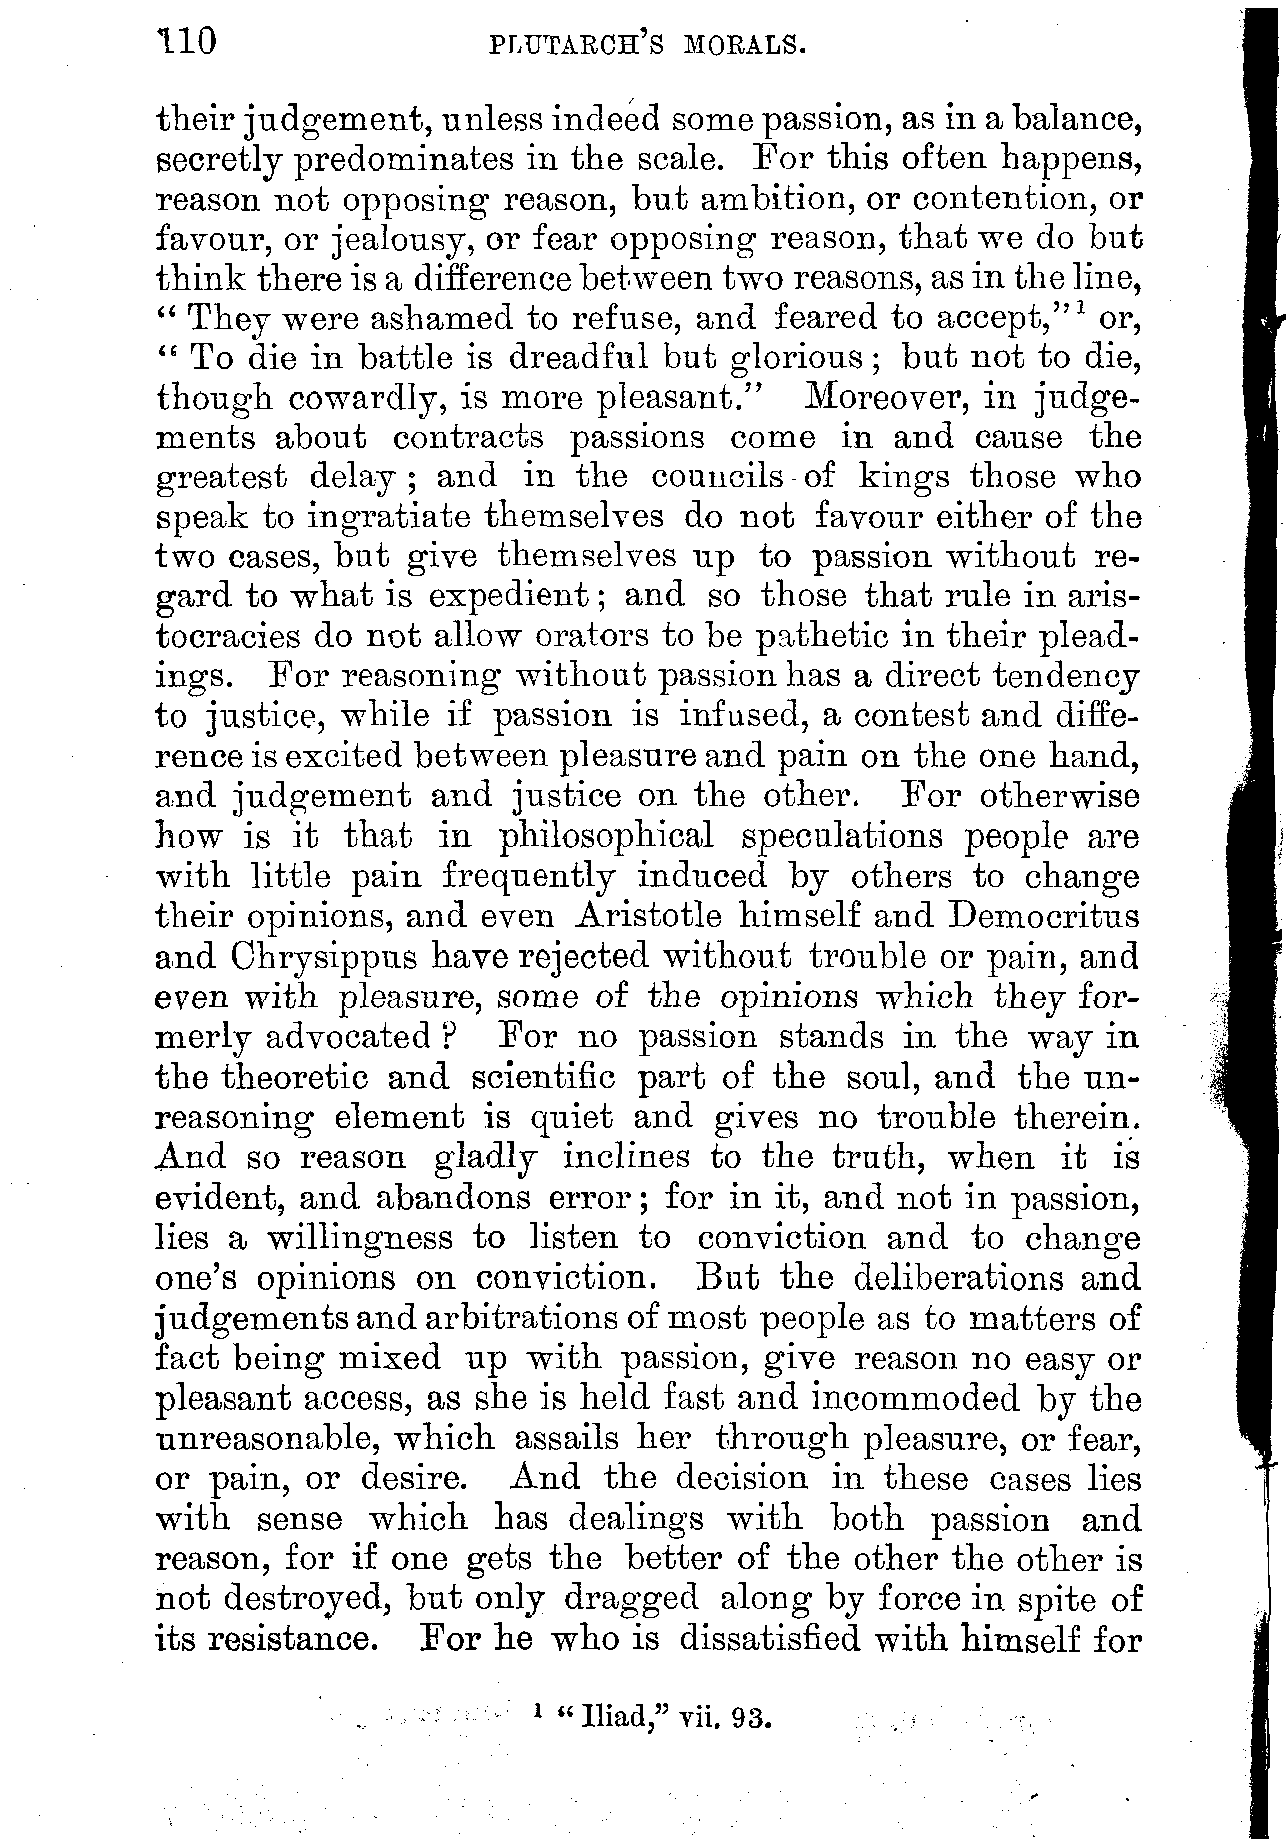 110 PLUTARCH'S MORALS.
their judgement, unless indeed some passion, as in a balance,
secretly predominates in the scale. For this often happens,
reason not opposing reason, but ambition, or contention, or
favour, or jealousy, or fear opposing reason, that we do but
think there is a difference between two reasons, as in the line,
“ They were ashamed to refuse, and feared to accept,”¹ or,
“ To die in battle is dreadful but glorious ; but not to die,
though cowardly, is more pleasant.” Moreover, in judge-
ments about contracts passions come in and cause the
greatest delay ; and in the councils of kings those who
speak to ingratiate themselves do not favour either of the
two cases, but give themselves up to passion without re-
gard to what is expedient ; and so those that rule in aris-
tocracies do not allow orators to be pathetic in their plead-
ings. For reasoning without passion has a direct tendency
to justice, while if passion is infused, a contest and diffe-
rence is excited between pleasure and pain on the one hand,
and judgement and justice on the other. For otherwise
how is it that in philosophical speculations people are
with little pain frequently induced by others to change
their opinions, and even Aristotle himself and Democritus
and Chrysippus have rejected without trouble or pain, and
even with pleasure, some of the opinions which they for-
merly advocated ? For no passion stands in the way in
the theoretic and scientific part of the soul, and the un-
reasoning element is quiet and gives no trouble therein.
And so reason gladly inclines to the truth, when it is
evident, and abandons error ; for in it, and not in passion,
lies a willingness to listen to conviction and to change
one's opinions on conviction. But the deliberations and
judgements and arbitrations of most people as to matters of
fact being mixed up with passion, give reason no easy or
pleasant access, as she is held fast and incommoded by the
unreasonable, which assails her through pleasure, or fear,
or pain, or desire. And the decision in these cases lies
with sense which has dealings with both passion and
reason, for if one gets the better of the other the other is
not destroyed, but only dragged along by force in spite of
its resistance. For he who is dissatisfied with himself for
¹ “ Iliad,” vii. 93.